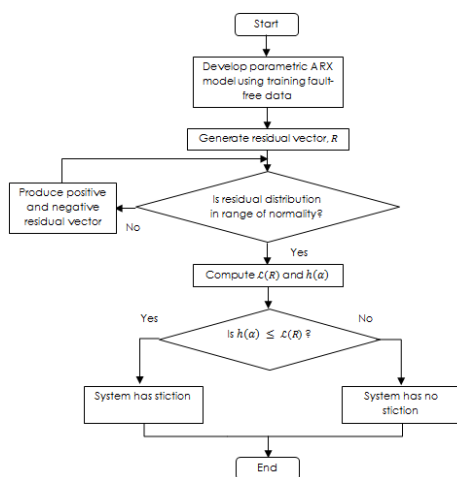 Start
Develop parametric ARX
model using training fault-
free data
Generate residual vector, R
Produce positive
and negative
residual vector
Is residual distribution
in range of normality?
No
Yes
Compute ℒ(R) and h(α)
Yes
No
Is h(α) ≤ ℒ(R) ?
System has stiction
System has no
stiction
End